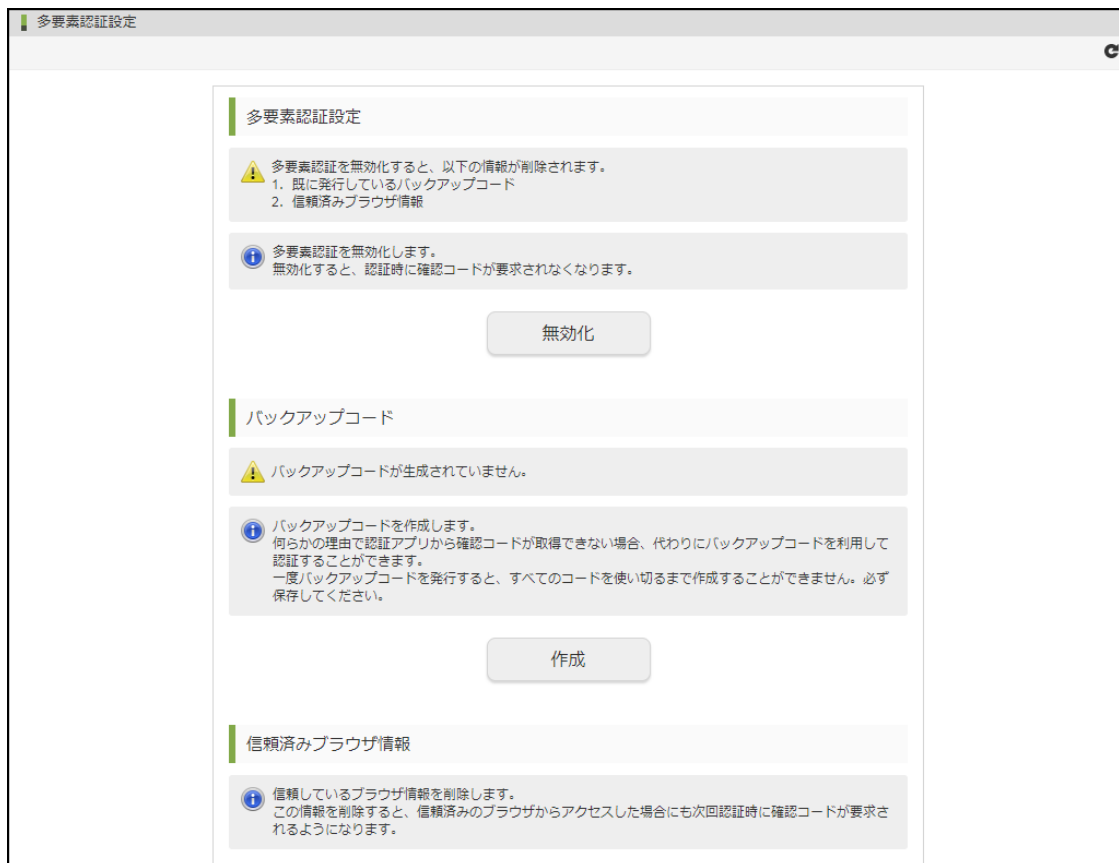 多要素認証設定
多要素認証設定
多要素認証を無効化すると、以下の情報が削除されます。
1. 既に発行しているバックアップコード
2. 信頼済みブラウザ情報
多要素認証を無効化します。
無効化すると、認証時に確認コードが要求されなくなります。
無効化
バックアップコード
バックアップコードが生成されていません。
バックアップコードを作成します。
何らかの理由で認証アプリから確認コードが取得できない場合、代わりにバックアップコードを利用して
認証することができます。
一度バックアップコードを発行すると、すべてのコードを使い切るまで作成することができません。必ず
保存してください。
作成
信頼済みブラウザ情報
信頼しているブラウザ情報を削除します。
この情報を削除すると、信頼済みのブラウザからアクセスした場合にも次回認証時に確認コードが要求さ
れるようになります。